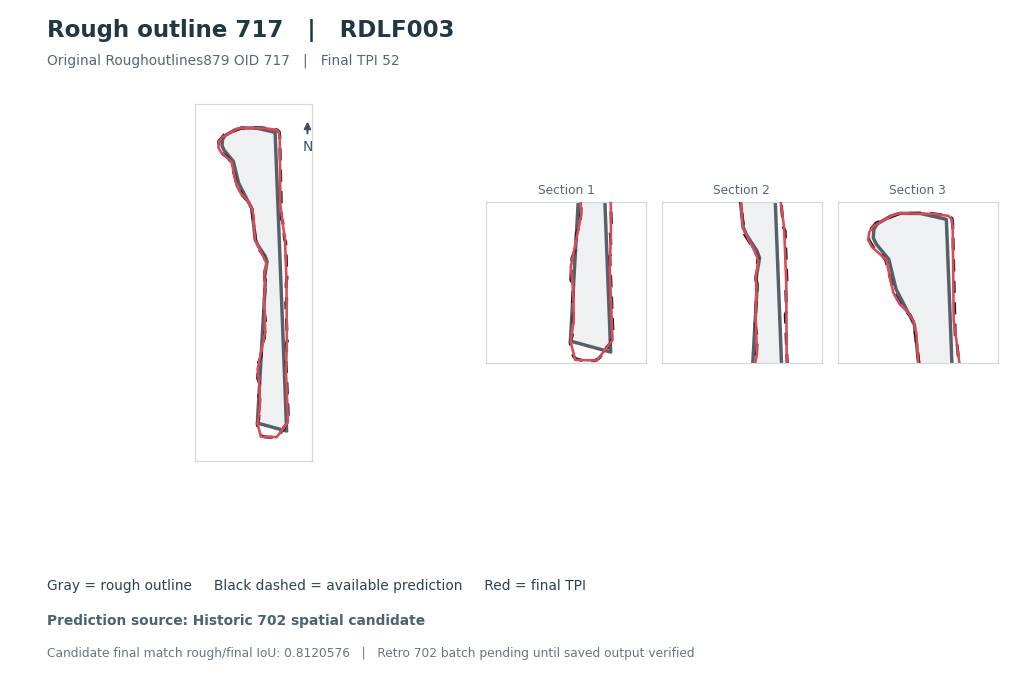 Rough outline 717   |   RDLF003
Original Roughoutlines879 OID 717   |   Final TPI 52
N
Section 1
Section 2
Section 3
Gray = rough outline     Black dashed = available prediction     Red = final TPI
Prediction source: Historic 702 spatial candidate
Candidate final match rough/final IoU: 0.8120576   |   Retro 702 batch pending until saved output verified